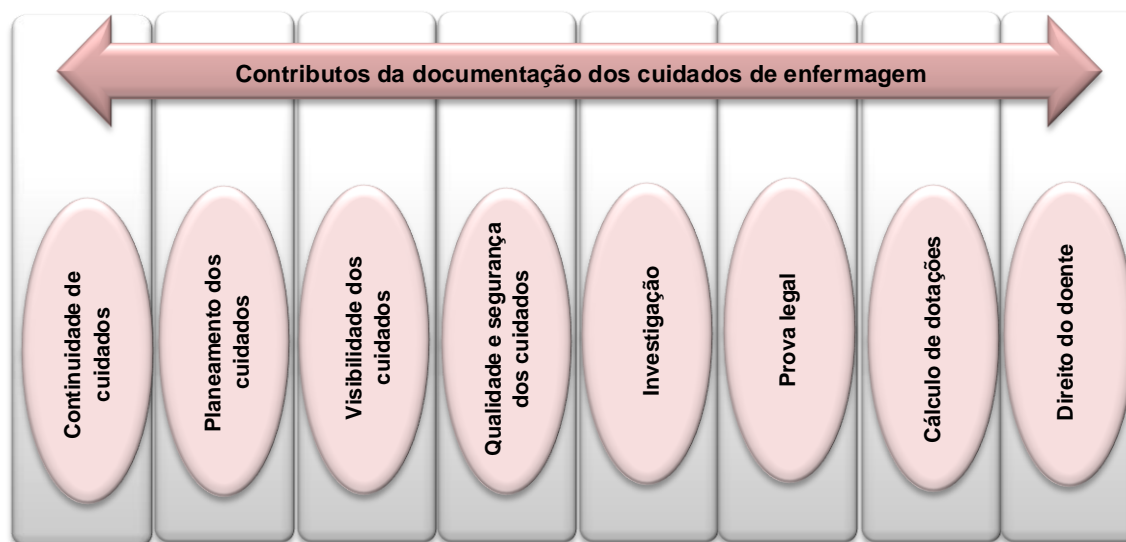 Contributos da documentação dos cuidados de enfermagem
Continuidade de
cuidados
Planeamento dos
cuidados
Visibilidade dos
cuidados
Qualidade e segurança
dos cuidados
Investigação
Prova legal
Cálculo de dotações
Direito do doente